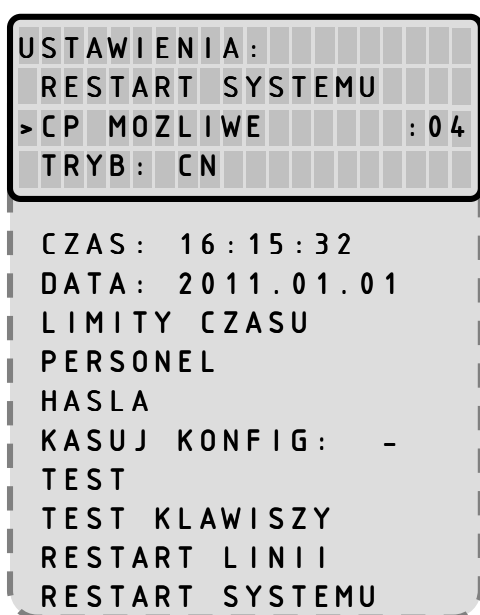 USTAWIENIA:
RESTART SYSTEMU
>CP MOZLIWE :04
TRYB: CN
CZAS: 16:15:32
DATA: 2011.01.01
LIMITY CZASU
PERSONEL
HASLA
KASUJ KONFIG: -
TEST
TEST KLAWISZY
RESTART LINII
RESTART SYSTEMU